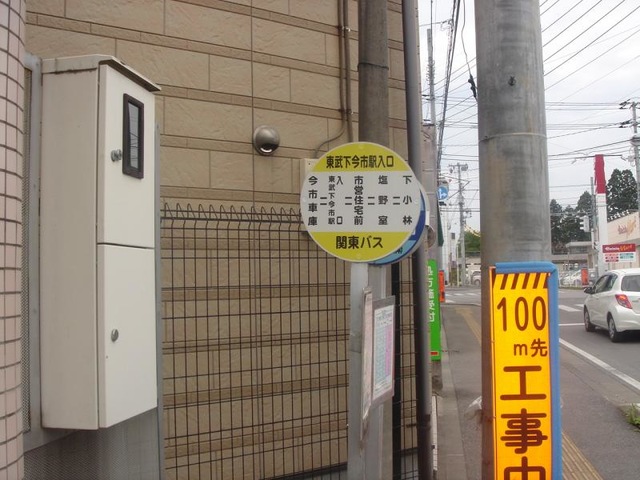 東武下今市駅入口
今市車庫
東武下今市駅入口
市営住宅前
塩野室
下小林
関東バス
100
m先
工事中